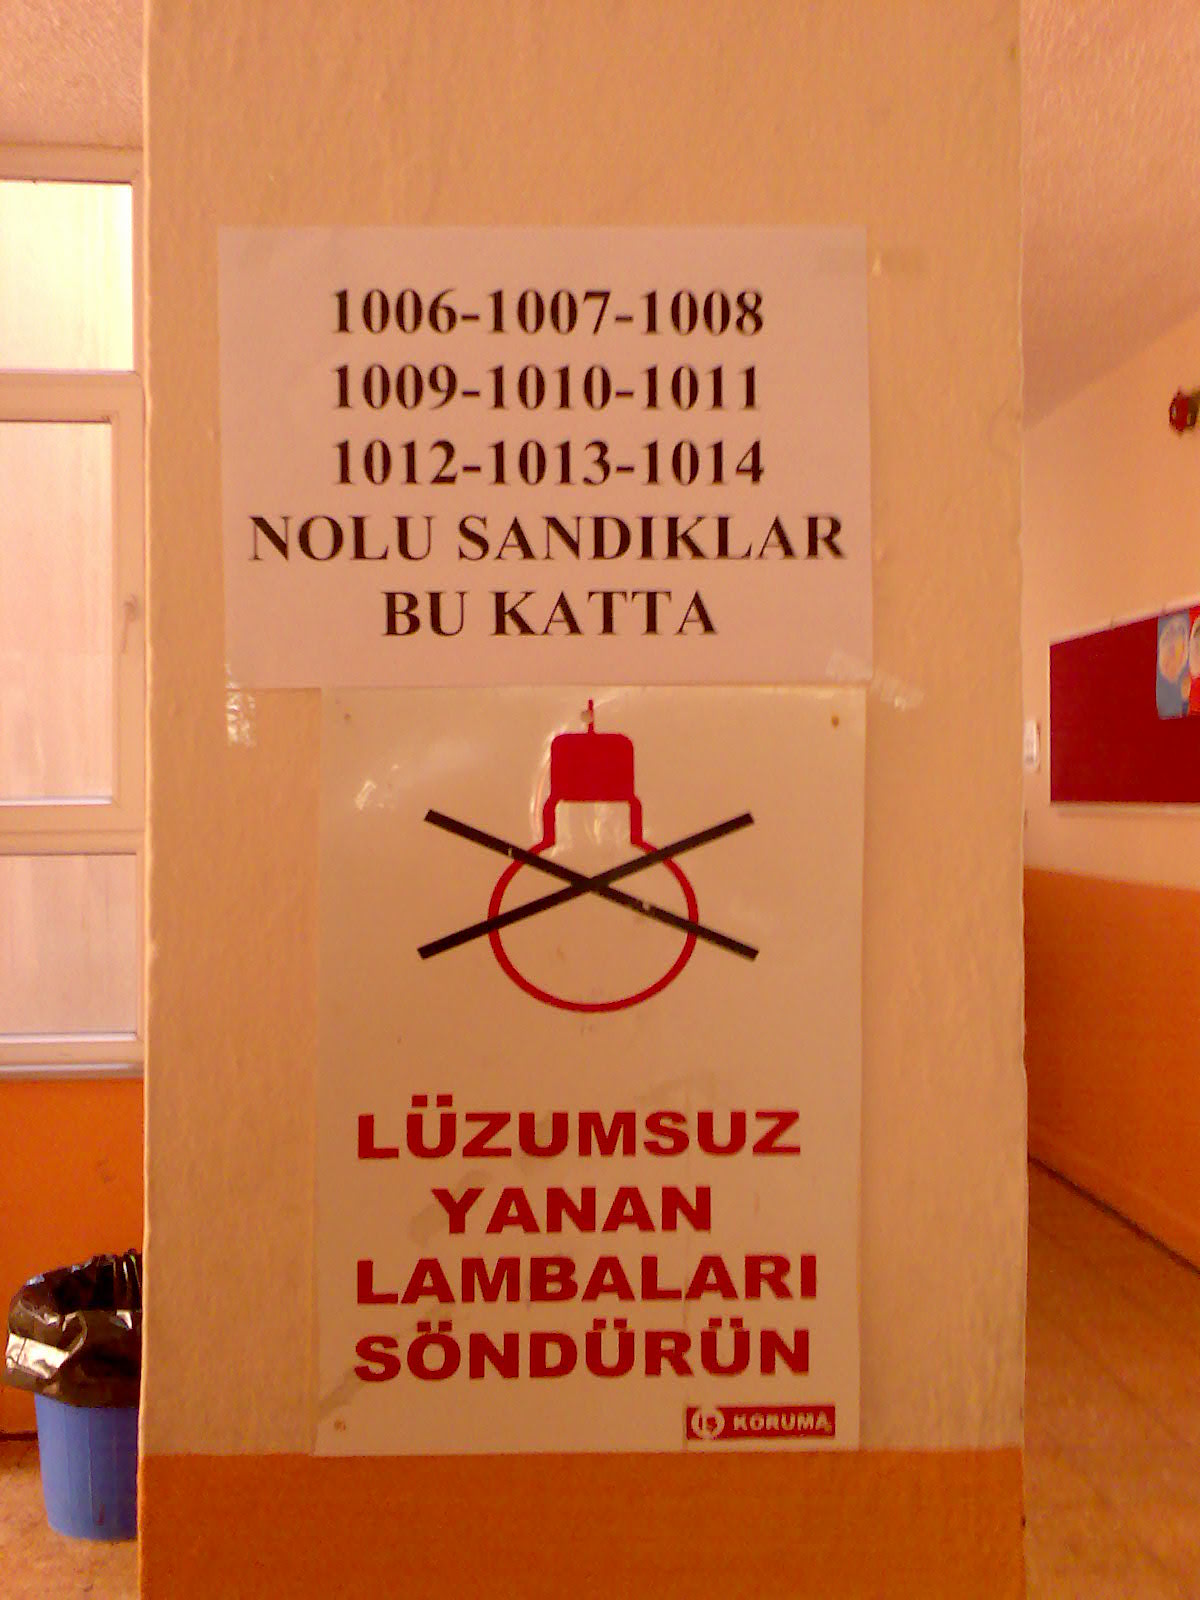 1006-1007-1008
1009-1010-1011
1012-1013-1014
NOLU SANDIKLAR
BU KATTA
LÜZUMSUZ
YANAN
LAMBALARI
SÖNDÜRÜN
İŞ KORUMA